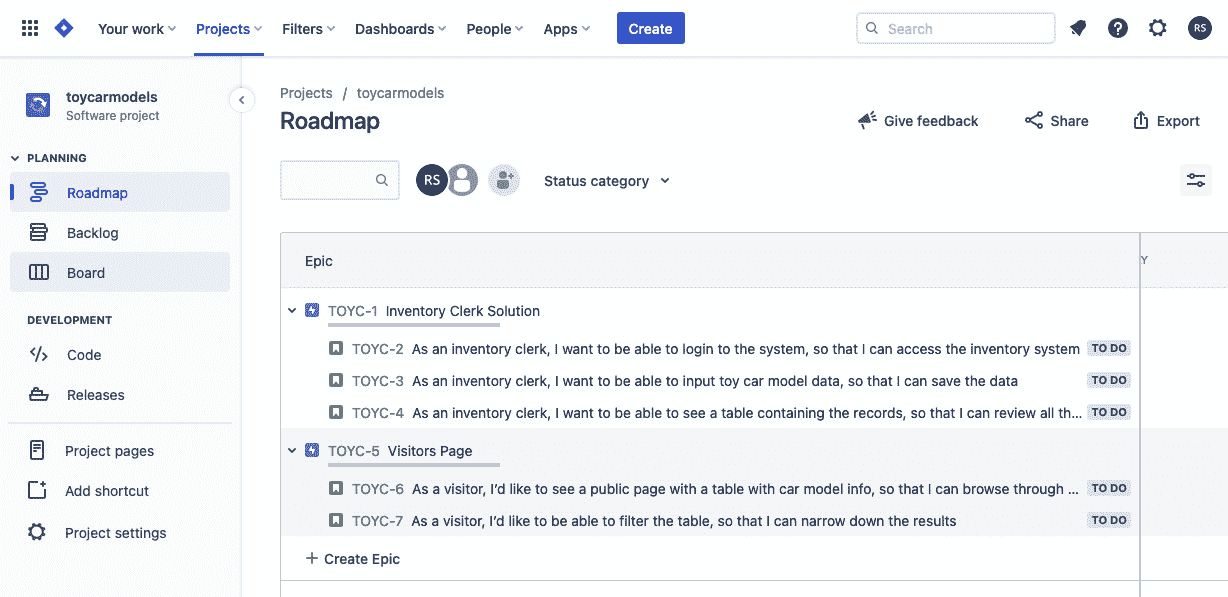 Your work Projects Filters Dashboards People Apps Create Search RS
toycarmodels
Software project
PLANNING
Roadmap
Backlog
Board
DEVELOPMENT
Code
Releases
Project pages
Add shortcut
Project settings
Projects / toycarmodels
Roadmap
Give feedback Share Export
RS Status category
Epic Y
TOYC-1 Inventory Clerk Solution
TOYC-2 As an inventory clerk, I want to be able to login to the system, so that I can access the inventory system TO DO
TOYC-3 As an inventory clerk, I want to be able to input toy car model data, so that I can save the data TO DO
TOYC-4 As an inventory clerk, I want to be able to see a table containing the records, so that I can review all th... TO DO
TOYC-5 Visitors Page
TOYC-6 As a visitor, I’d like to see a public page with a table with car model info, so that I can browse through ... TO DO
TOYC-7 As a visitor, I’d like to be able to filter the table, so that I can narrow down the results TO DO
+ Create Epic